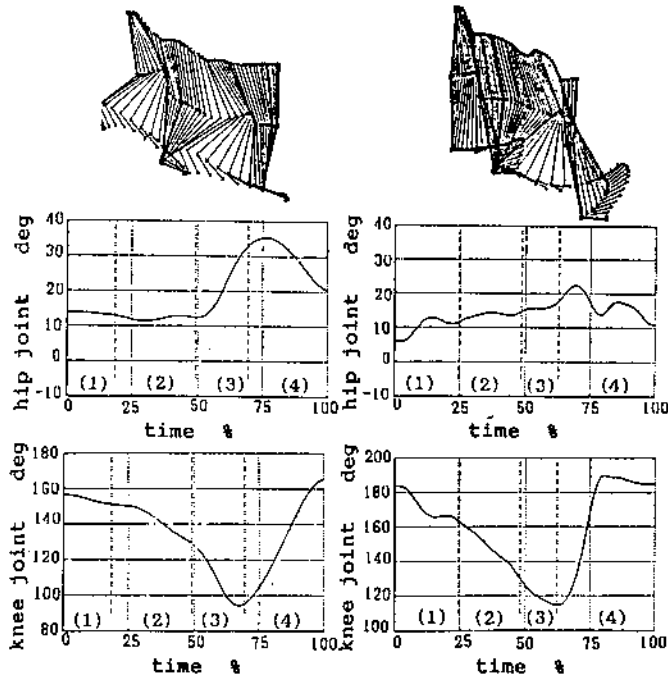 hip joint deg
40
30
20
10
0
-10
(1) (2) (3) (4)
0 25 50 75 100
time %
hip joint deg
40
30
20
10
0
-10
(1) (2) (3) (4)
0 25 50 75 100
time %
knee joint deg
180
160
140
120
100
80
(1) (2) (3) (4)
0 25 50 75 100
time %
knee joint deg
200
180
160
140
120
100
(1) (2) (3) (4)
0 25 50 75 100
time %